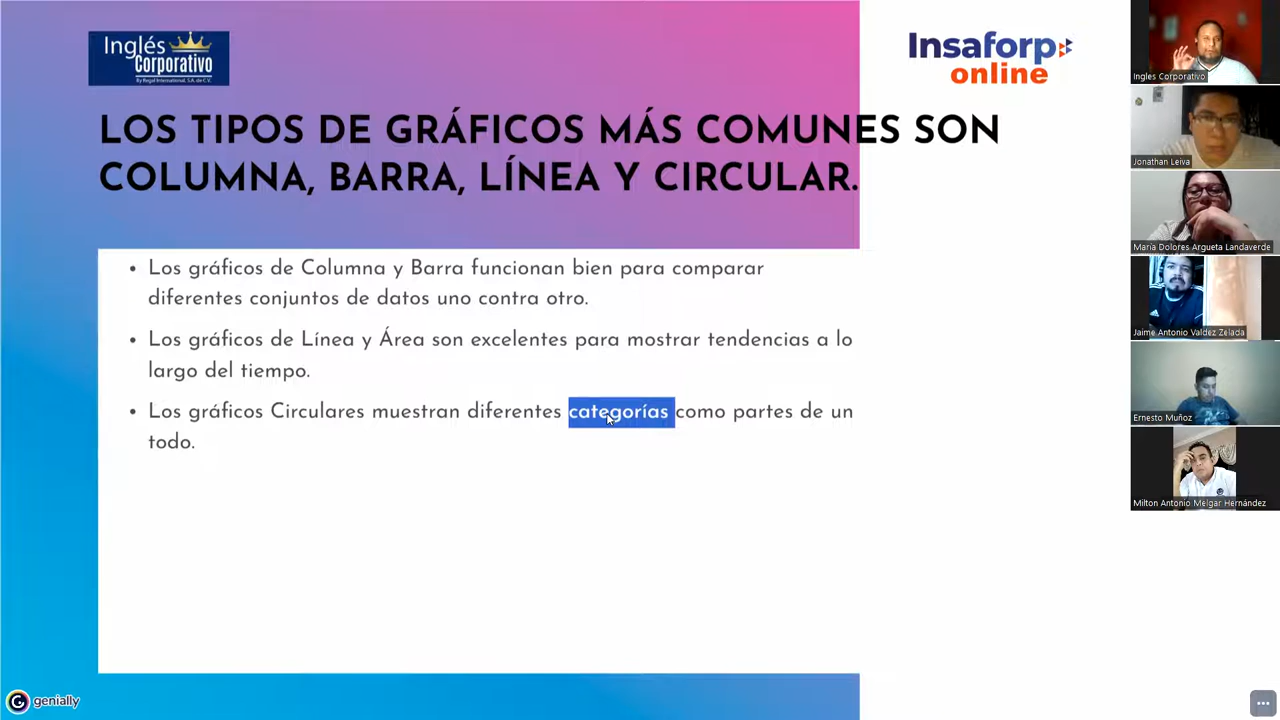 Inglés
Corporativo
By Regal International, S.A. de C.V.
Insaforp
online
LOS TIPOS DE GRÁFICOS MÁS COMUNES SON
COLUMNA, BARRA, LÍNEA Y CIRCULAR.
• Los gráficos de Columna y Barra funcionan bien para comparar
diferentes conjuntos de datos uno contra otro.
• Los gráficos de Línea y Área son excelentes para mostrar tendencias a lo
largo del tiempo.
• Los gráficos Circulares muestran diferentes categorías como partes de un
todo.
genially
Ingles Corporativo
Jonathan Leiva
María Dolores Argueta Landaverde
Jaime Antonio Valdez Zelada
Ernesto Muñoz
Milton Antonio Melgar Hernández